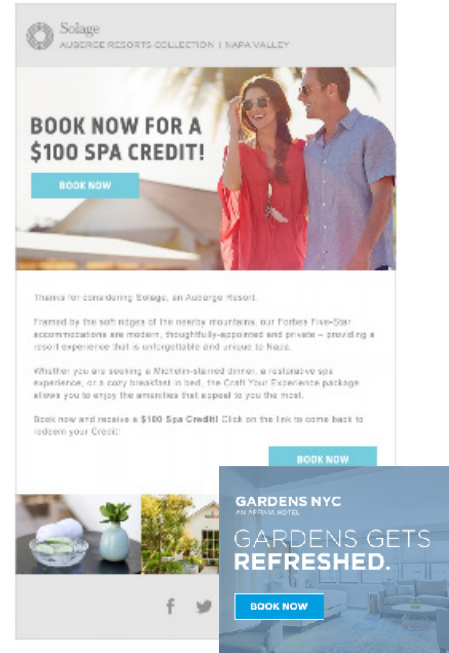 Solage
AUBERGE RESORTS COLLECTION | NAPA VALLEY
BOOK NOW FOR A
$100 SPA CREDIT!
BOOK NOW
Thanks for considering Solage, an Auberge Resort.
Framed by the soft ridges of the nearby mountains, our Forbes Five-Star
accommodations are modern, thoughtfully-appointed and private – providing a
resort experience that is unforgettable and unique to Napa.
Whether you are seeking a Michelin-starred dinner, a restorative spa
experience, or a cozy breakfast in bed, the Craft Your Experience package
allows you to enjoy the amenities that appeal to you the most.
Book now and receive a $100 Spa Credit! Click on the link to come back to
redeem your Credit!
BOOK NOW
GARDENS NYC
AN AFFINIA HOTEL
GARDENS GETS
REFRESHED.
BOOK NOW